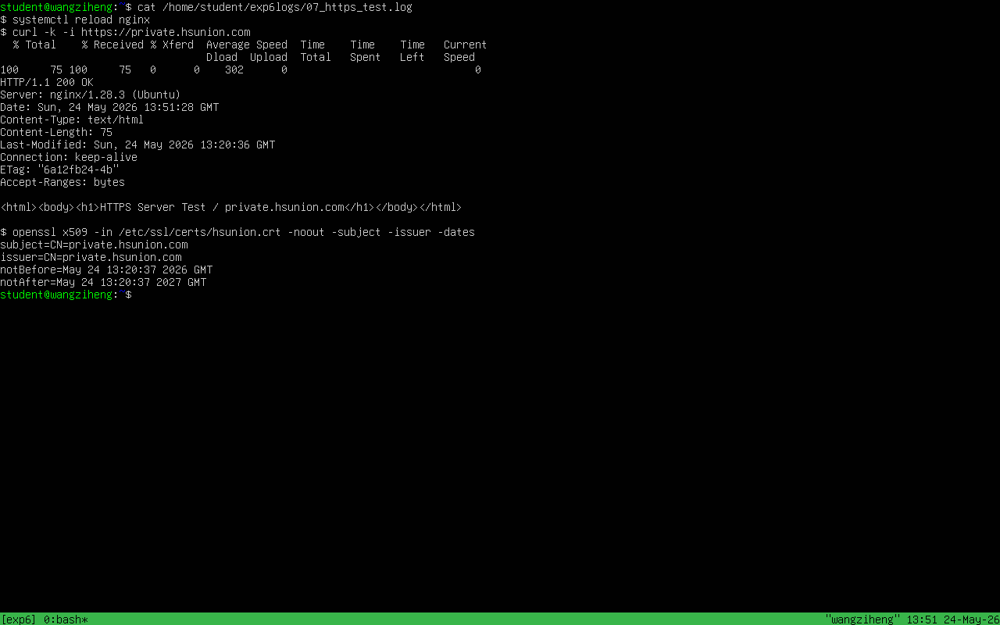 student@wangziheng:~$ cat /home/student/exp6logs/07_https_test.log
$ systemctl reload nginx
$ curl -k -i https://private.hsunion.com
  % Total    % Received % Xferd  Average Speed  Time    Time    Time   Current
                                 Dload  Upload  Total   Spent   Left   Speed
100     75 100     75   0      0    302      0                              0
HTTP/1.1 200 OK
Server: nginx/1.28.3 (Ubuntu)
Date: Sun, 24 May 2026 13:51:28 GMT
Content-Type: text/html
Content-Length: 75
Last-Modified: Sun, 24 May 2026 13:20:36 GMT
Connection: keep-alive
ETag: "6a12fb24-4b"
Accept-Ranges: bytes

<html><body><h1>HTTPS Server Test / private.hsunion.com</h1></body></html>

$ openssl x509 -in /etc/ssl/certs/hsunion.crt -noout -subject -issuer -dates
subject=CN=private.hsunion.com
issuer=CN=private.hsunion.com
notBefore=May 24 13:20:37 2026 GMT
notAfter=May 24 13:20:37 2027 GMT
student@wangziheng:~$
[exp6] 0:bash* "wangziheng" 13:51 24-May-26